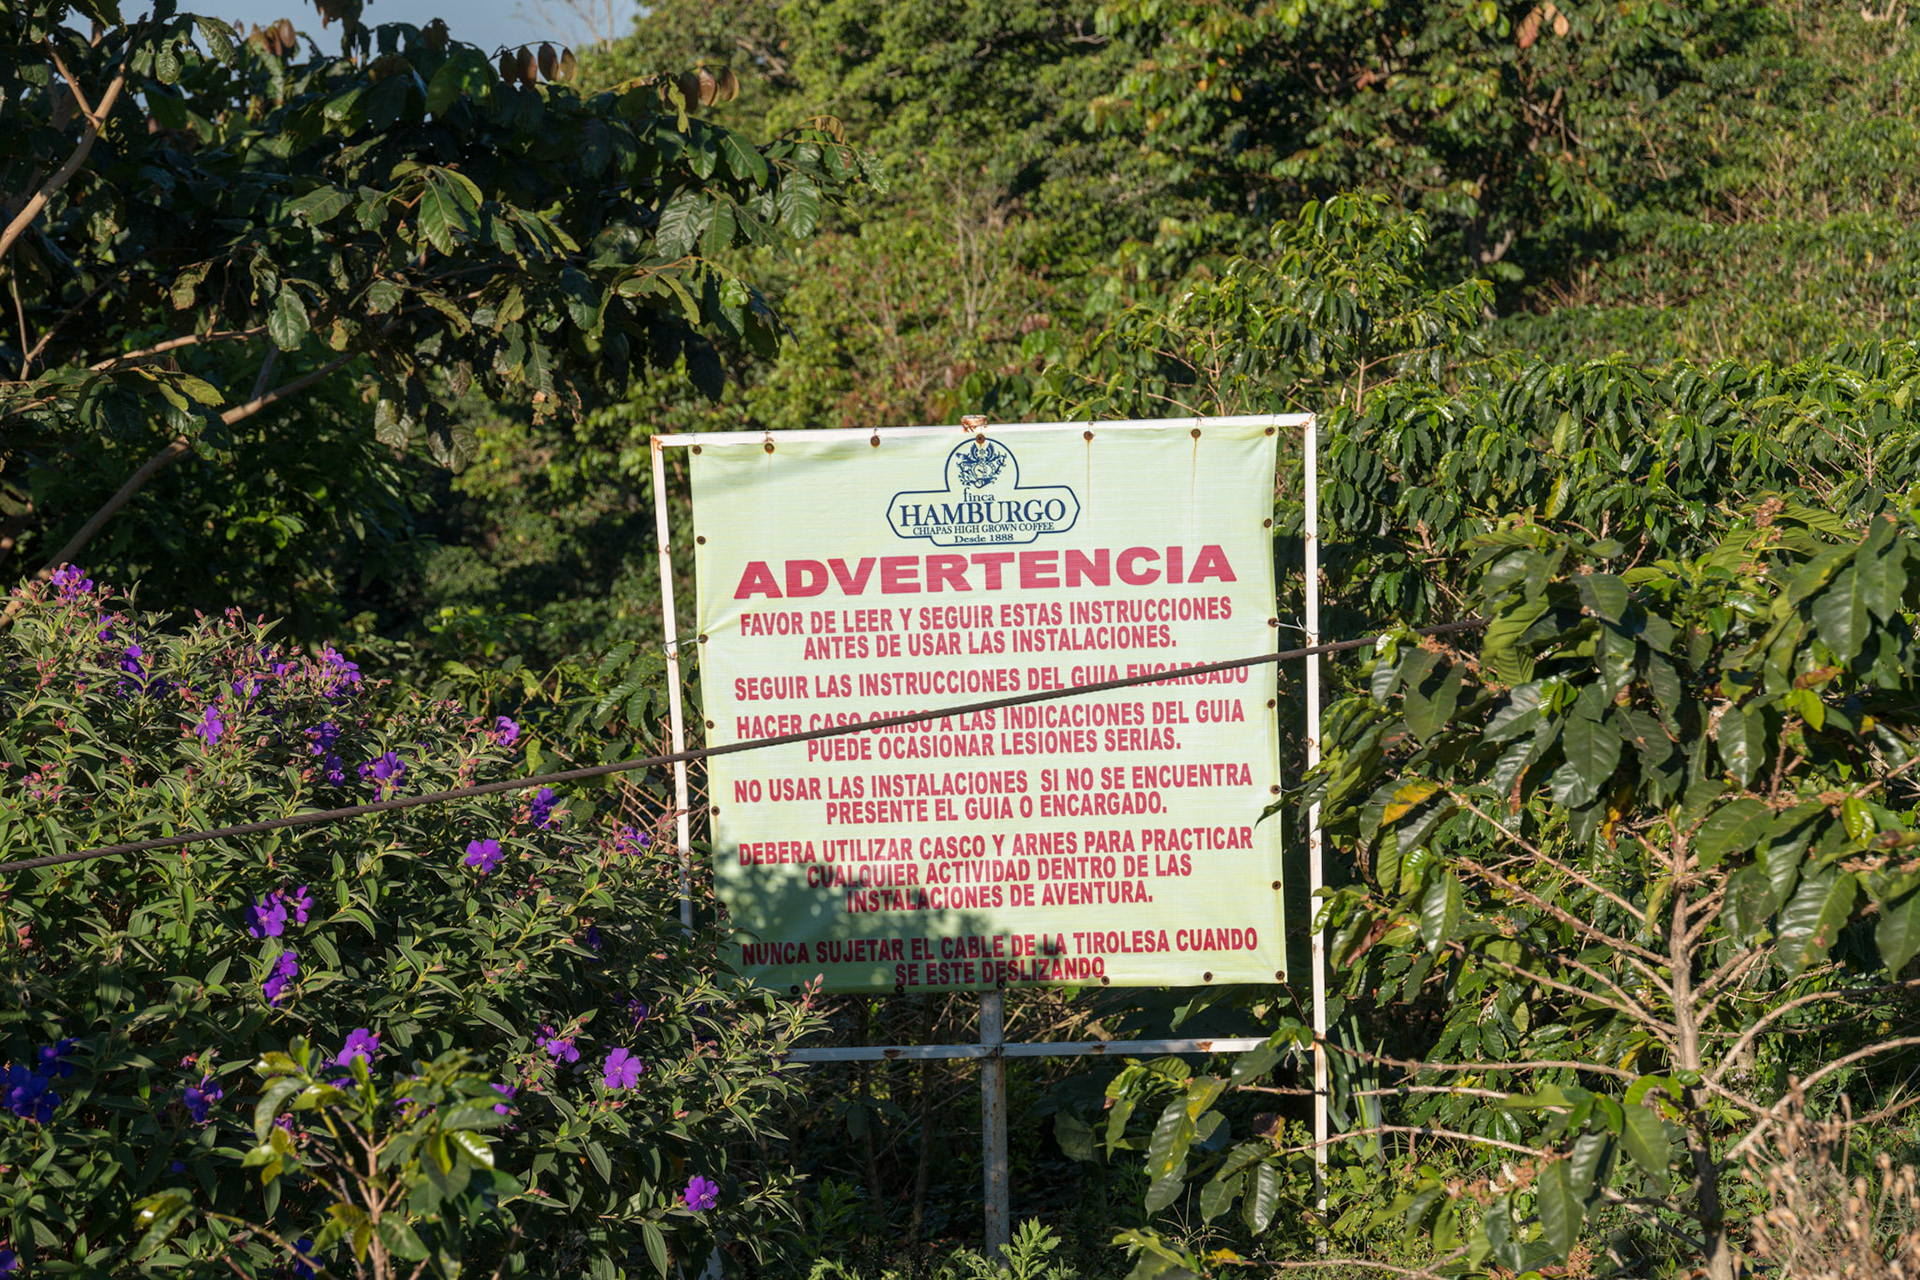 finca
HAMBURGO
CHIAPAS HIGH GROWN COFFEE
Desde 1888
ADVERTENCIA
FAVOR DE LEER Y SEGUIR ESTAS INSTRUCCIONES
ANTES DE USAR LAS INSTALACIONES.
SEGUIR LAS INSTRUCCIONES DEL GUIA ENCARGADO
HACER CASO OMISO A LAS INDICACIONES DEL GUIA
PUEDE OCASIONAR LESIONES SERIAS.
NO USAR LAS INSTALACIONES SI NO SE ENCUENTRA
PRESENTE EL GUIA O ENCARGADO.
DEBERA UTILIZAR CASCO Y ARNES PARA PRACTICAR
CUALQUIER ACTIVIDAD DENTRO DE LAS
INSTALACIONES DE AVENTURA.
NUNCA SUJETAR EL CABLE DE LA TIROLESA CUANDO
SE ESTE DESLIZANDO